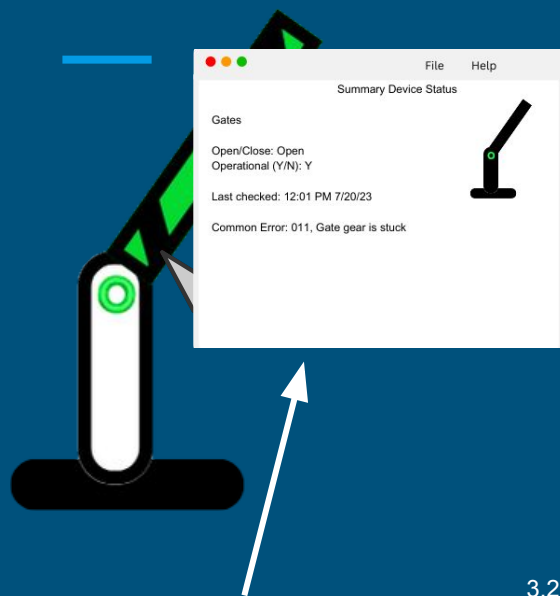 File Help
Summary Device Status
Gates
Open/Close: Open
Operational (Y/N): Y
Last checked: 12:01 PM 7/20/23
Common Error: 011, Gate gear is stuck
3.2